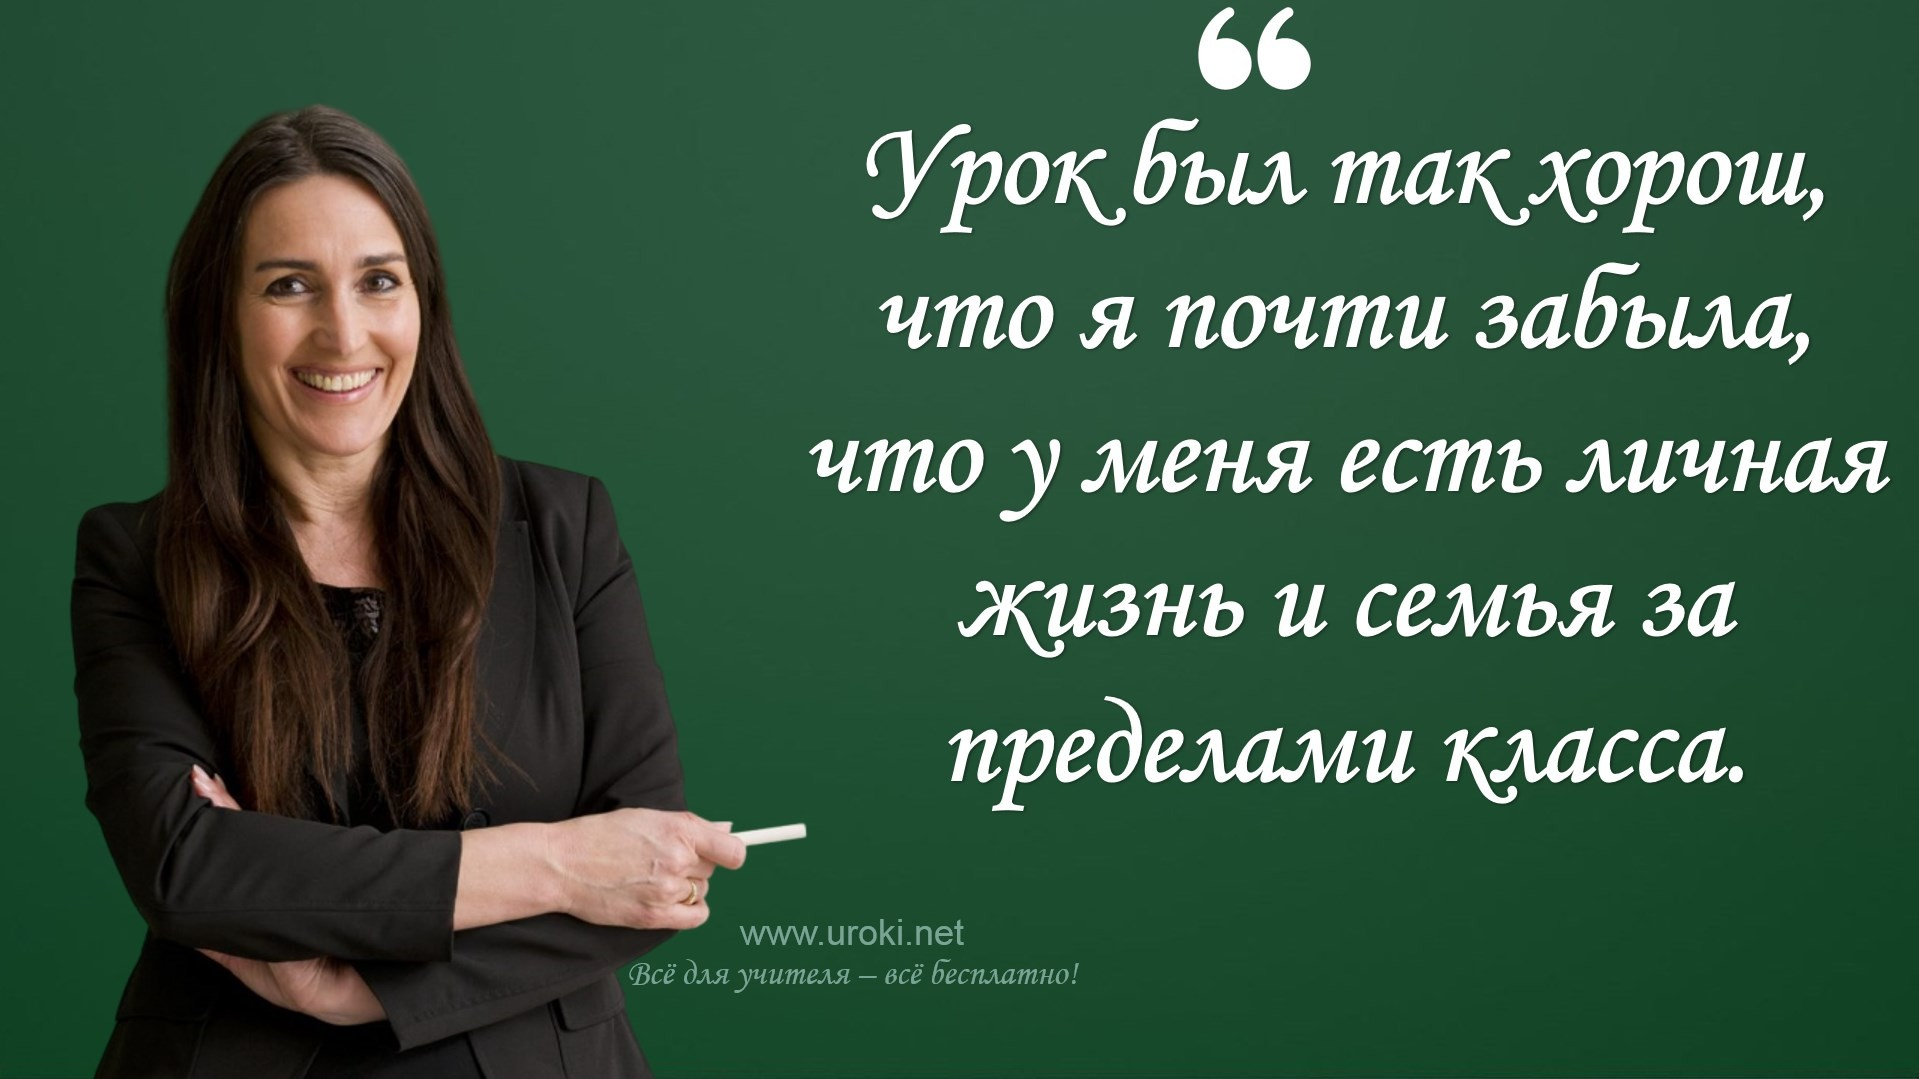 Урок был так хорош,
что я почти забыла,
что у меня есть личная
жизнь и семья за
пределами класса.
www.uroki.net
Всё для учителя – всё бесплатно!